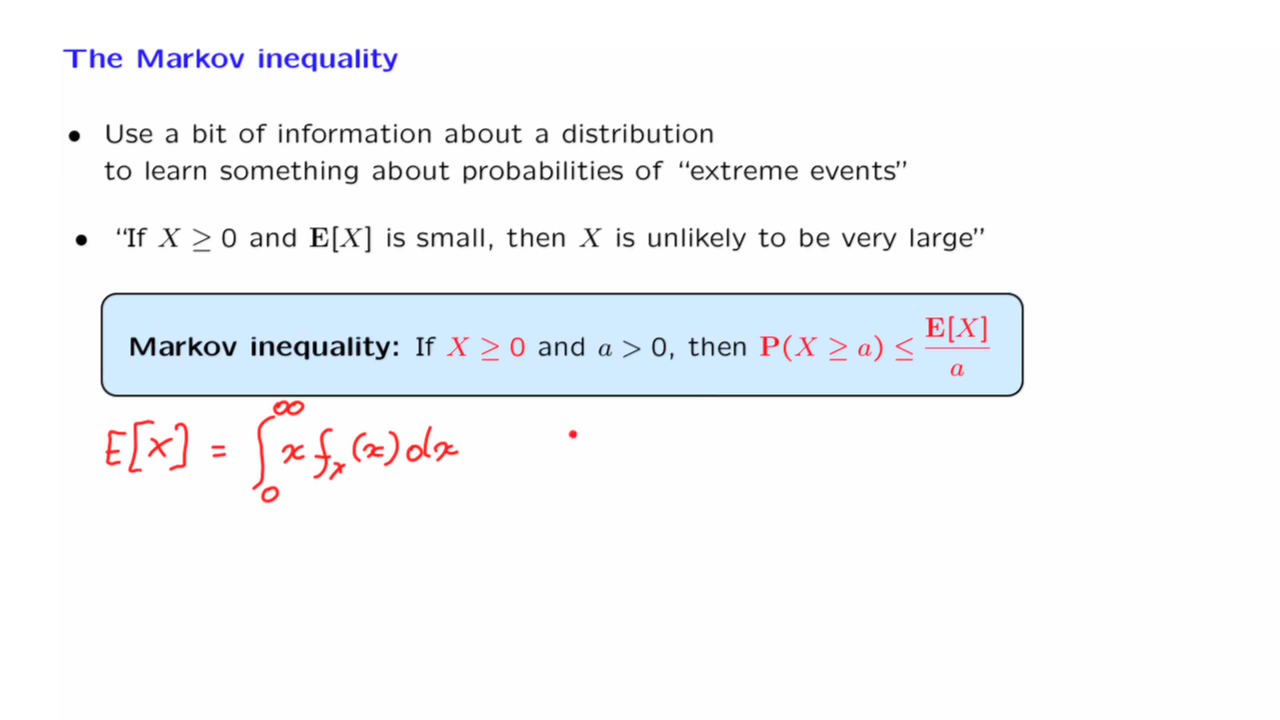 The Markov inequality
• Use a bit of information about a distribution
to learn something about probabilities of “extreme events”
• “If X ≥ 0 and E[X] is small, then X is unlikely to be very large”
Markov inequality: If X ≥ 0 and a > 0, then P(X ≥ a) ≤ E[X]/a
E[X] = ∫₀^∞ x f_X(x) dx